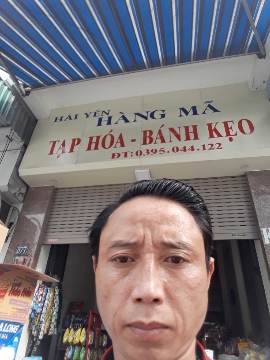 HẢI YẾN HÀNG MÃ
TẠP HÓA - BÁNH KẸO
ĐT:0395.044.122